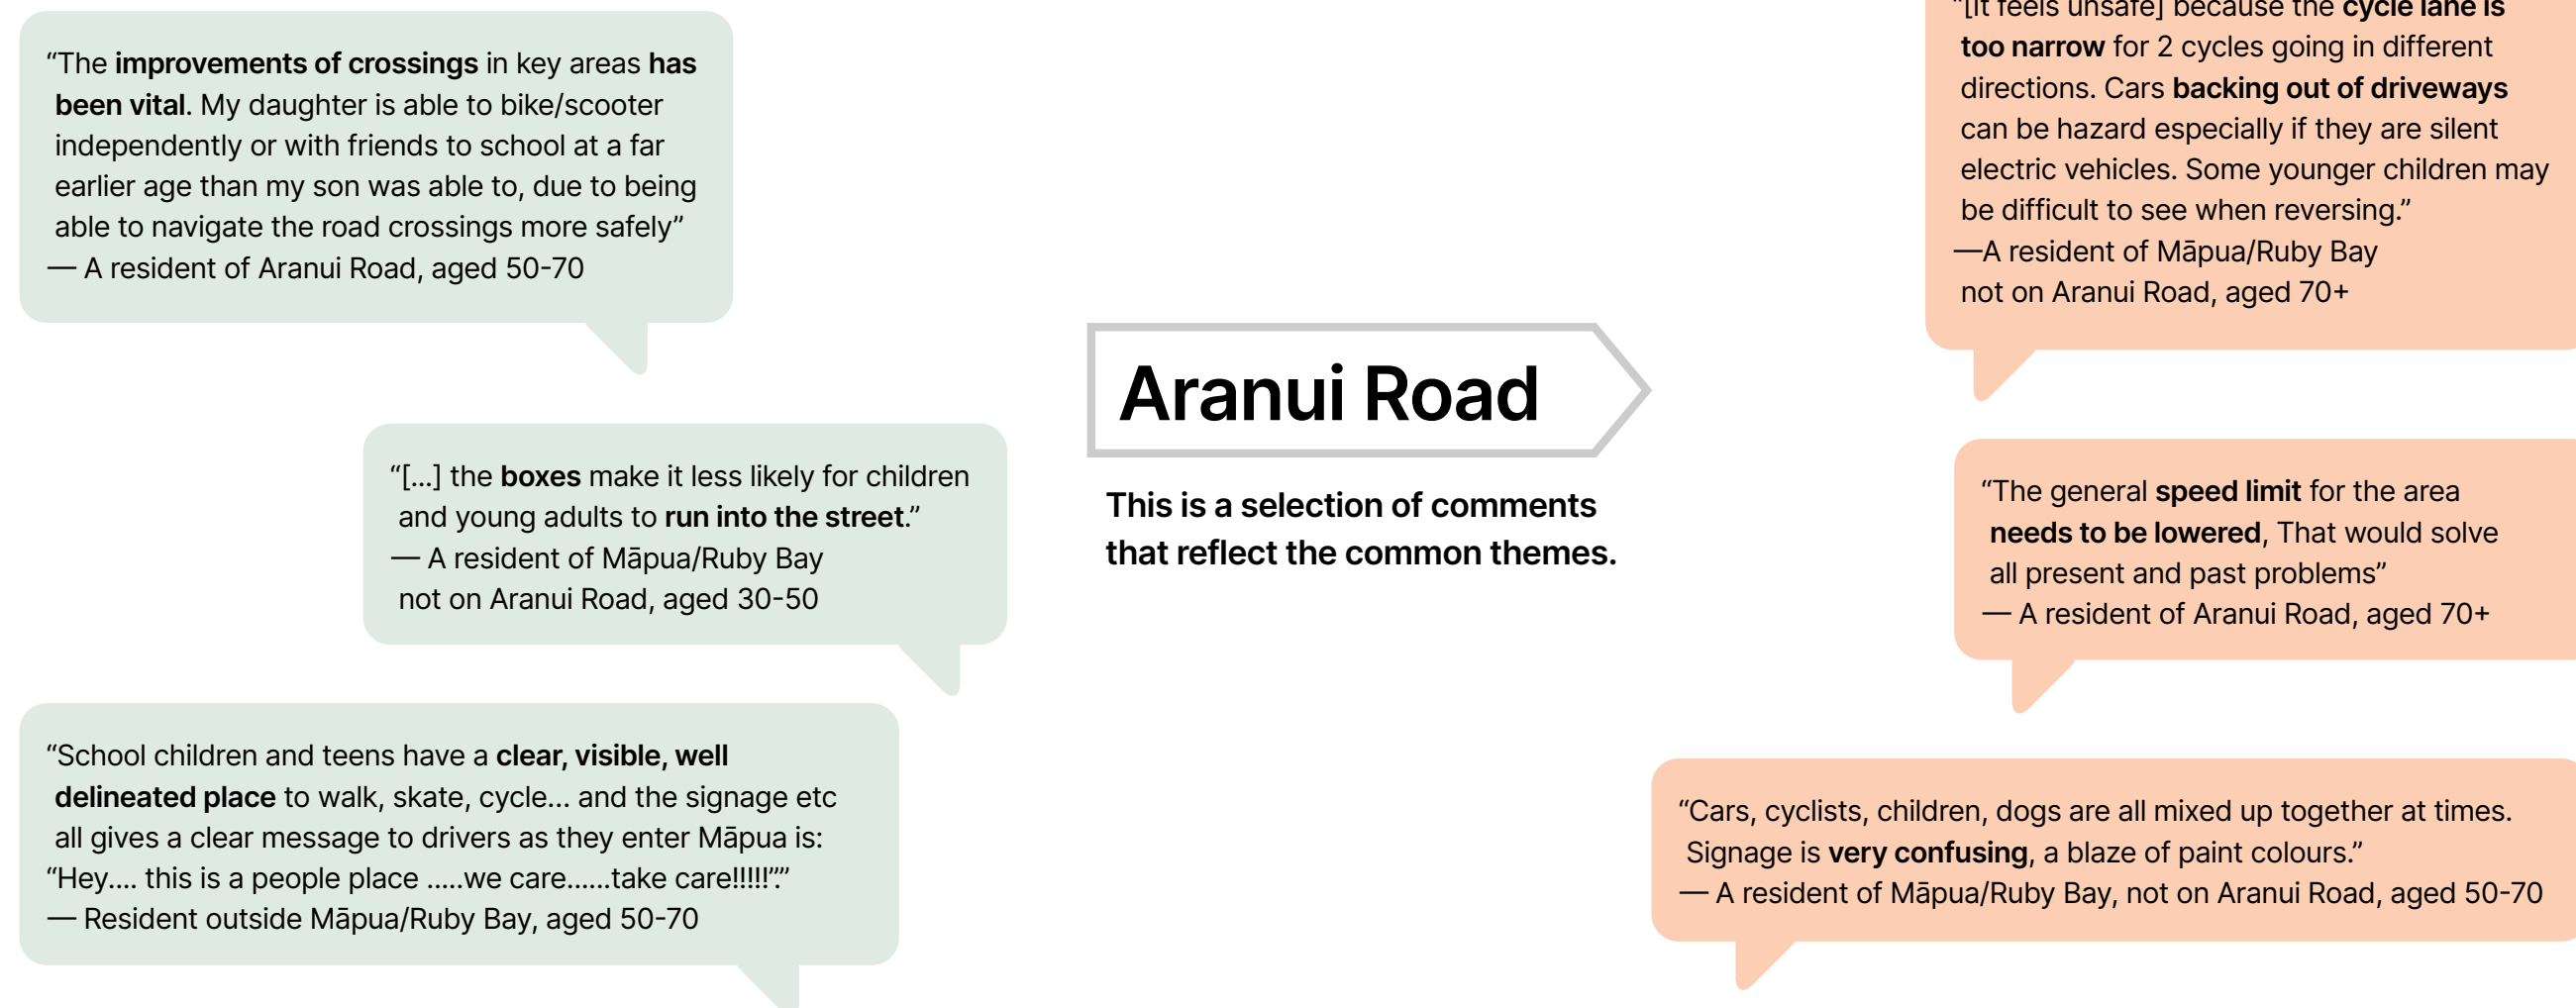 “The improvements of crossings in key areas has
been vital. My daughter is able to bike/scooter
independently or with friends to school at a far
earlier age than my son was able to, due to being
able to navigate the road crossings more safely”
— A resident of Aranui Road, aged 50-70
“[...] the boxes make it less likely for children
and young adults to run into the street.”
— A resident of Māpua/Ruby Bay
not on Aranui Road, aged 30-50
“School children and teens have a clear, visible, well
delineated place to walk, skate, cycle... and the signage etc
all gives a clear message to drivers as they enter Māpua is:
“Hey.... this is a people place .....we care......take care!!!!!”.”
— Resident outside Māpua/Ruby Bay, aged 50-70
Aranui Road
This is a selection of comments
that reflect the common themes.
“[It feels unsafe] because the cycle lane is
too narrow for 2 cycles going in different
directions. Cars backing out of driveways
can be hazard especially if they are silent
electric vehicles. Some younger children may
be difficult to see when reversing.”
—A resident of Māpua/Ruby Bay
not on Aranui Road, aged 70+
“The general speed limit for the area
needs to be lowered, That would solve
all present and past problems”
— A resident of Aranui Road, aged 70+
“Cars, cyclists, children, dogs are all mixed up together at times.
Signage is very confusing, a blaze of paint colours.”
— A resident of Māpua/Ruby Bay, not on Aranui Road, aged 50-70